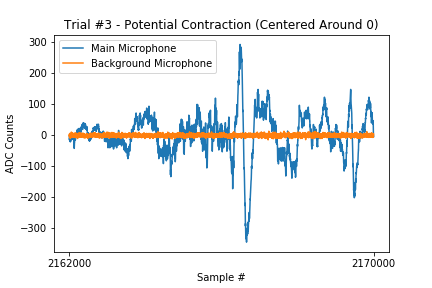 Trial #3 - Potential Contraction (Centered Around 0)
Main Microphone
Background Microphone
300
200
100
0
−100
−200
−300
ADC Counts
2162000
2170000
Sample #